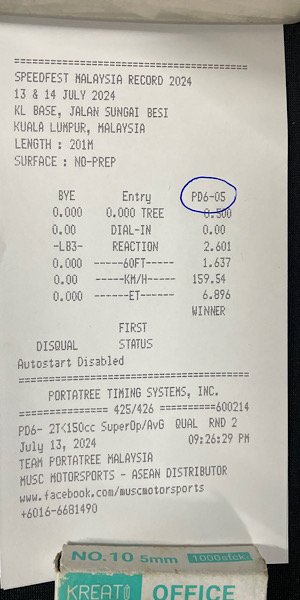 =====================================
SPEEDFEST MALAYSIA RECORD 2024
13 & 14 JULY 2024
KL BASE, JALAN SUNGAI BESI
KUALA LUMPUR, MALAYSIA
LENGTH : 201M
SURFACE : NO-PREP
BYE Entry PD6-05
0.000 0.000 TREE 0.500
0.00 DIAL-IN 0.00
-LB3- REACTION 2.601
0.000 -----60FT----- 1.637
0.00 ------KM/H----- 159.54
0.000 ------ET------ 6.896
WINNER
FIRST
DISQUAL STATUS
Autostart Disabled
=====================================
PORTATREE TIMING SYSTEMS, INC.
=============== 425/426 =========600214
PD6- 2T<150cc SuperOp/AvG QUAL RND 2
July 13, 2024 09:26:29 PM
TEAM PORTATREE MALAYSIA
MUSC MOTORSPORTS - ASEAN DISTRIBUTOR
www.facebook.com/muscmotorsports
+6016-6681490
NO.10 5mm 1000stck.
KREATO OFFICE